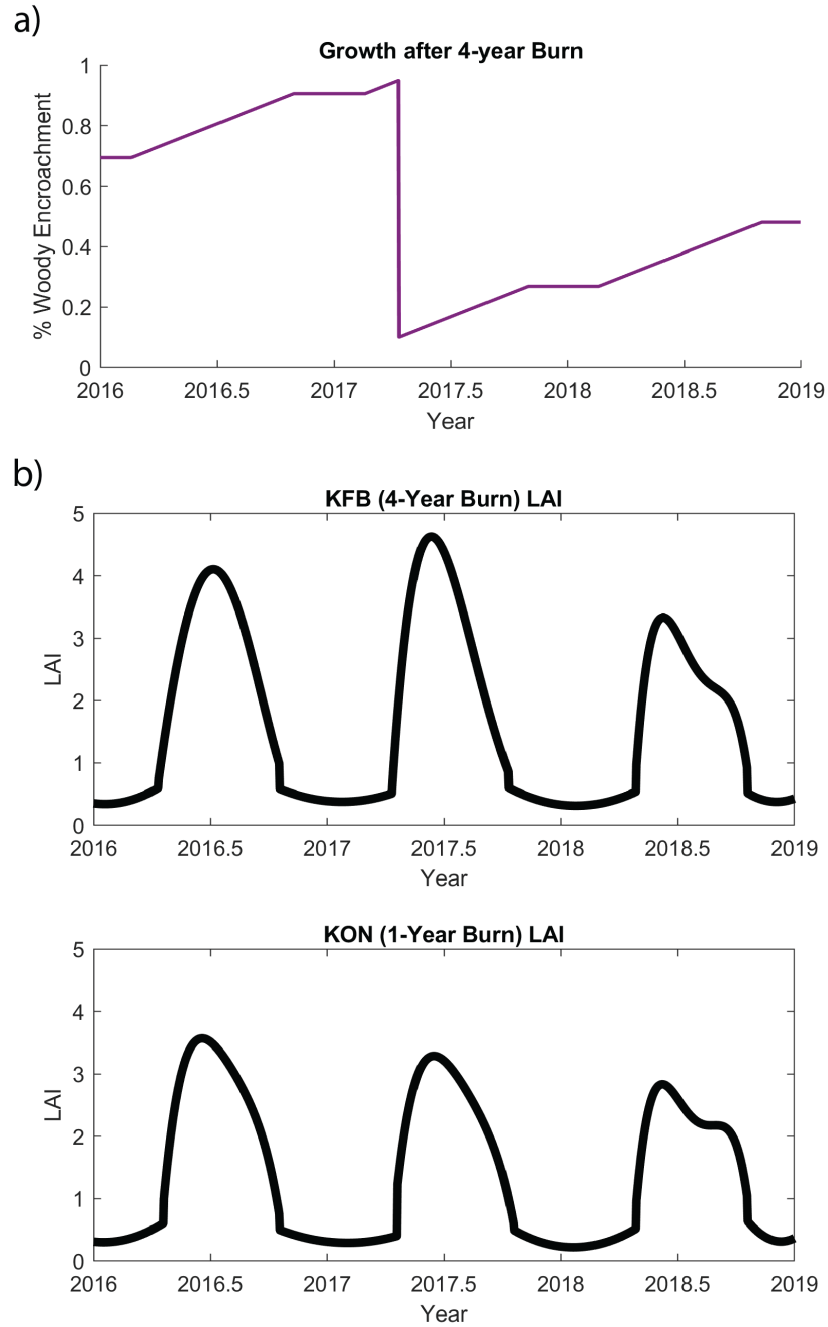 a)
Growth after 4-year Burn
% Woody Encroachment
1
0.8
0.6
0.4
0.2
0
2016 2016.5 2017 2017.5 2018 2018.5 2019
Year
b)
KFB (4-Year Burn) LAI
LAI
5
4
3
2
1
0
2016 2016.5 2017 2017.5 2018 2018.5 2019
Year
KON (1-Year Burn) LAI
LAI
5
4
3
2
1
0
2016 2016.5 2017 2017.5 2018 2018.5 2019
Year